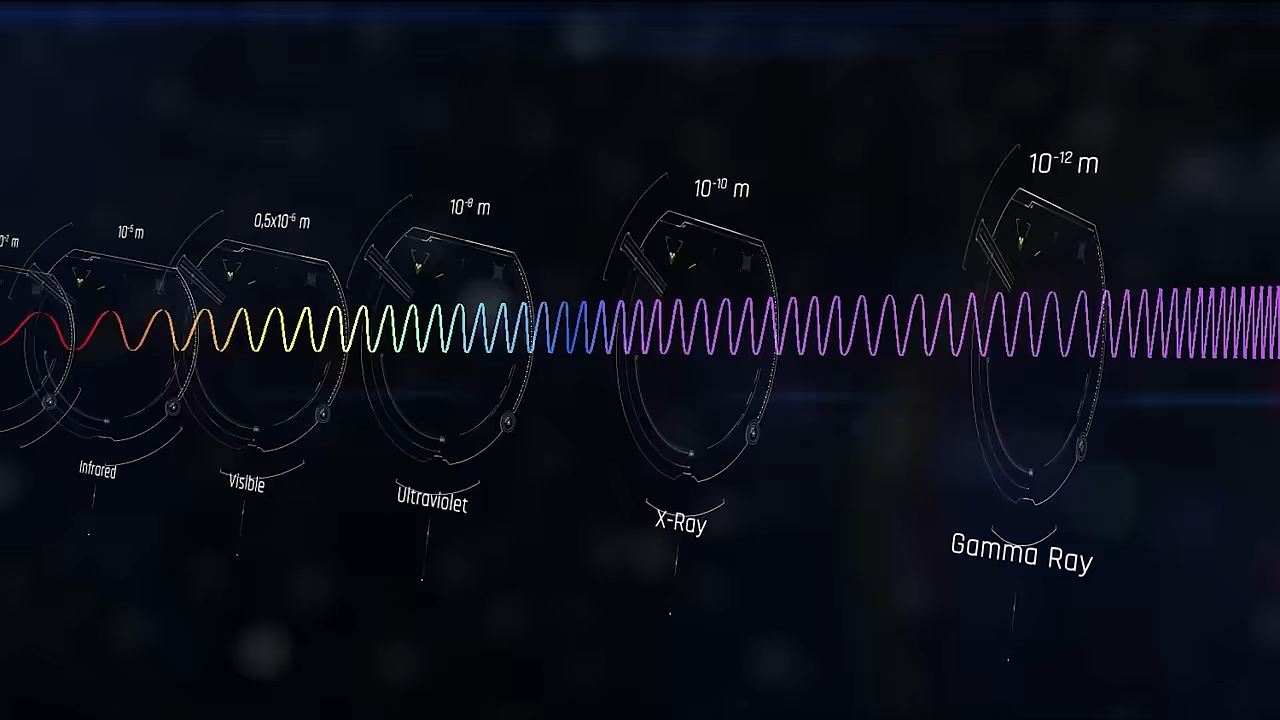 10⁻⁵ m
0,5x10⁻⁶ m
10⁻⁸ m
10⁻¹⁰ m
10⁻¹² m
Infrared
Visible
Ultraviolet
X-Ray
Gamma Ray